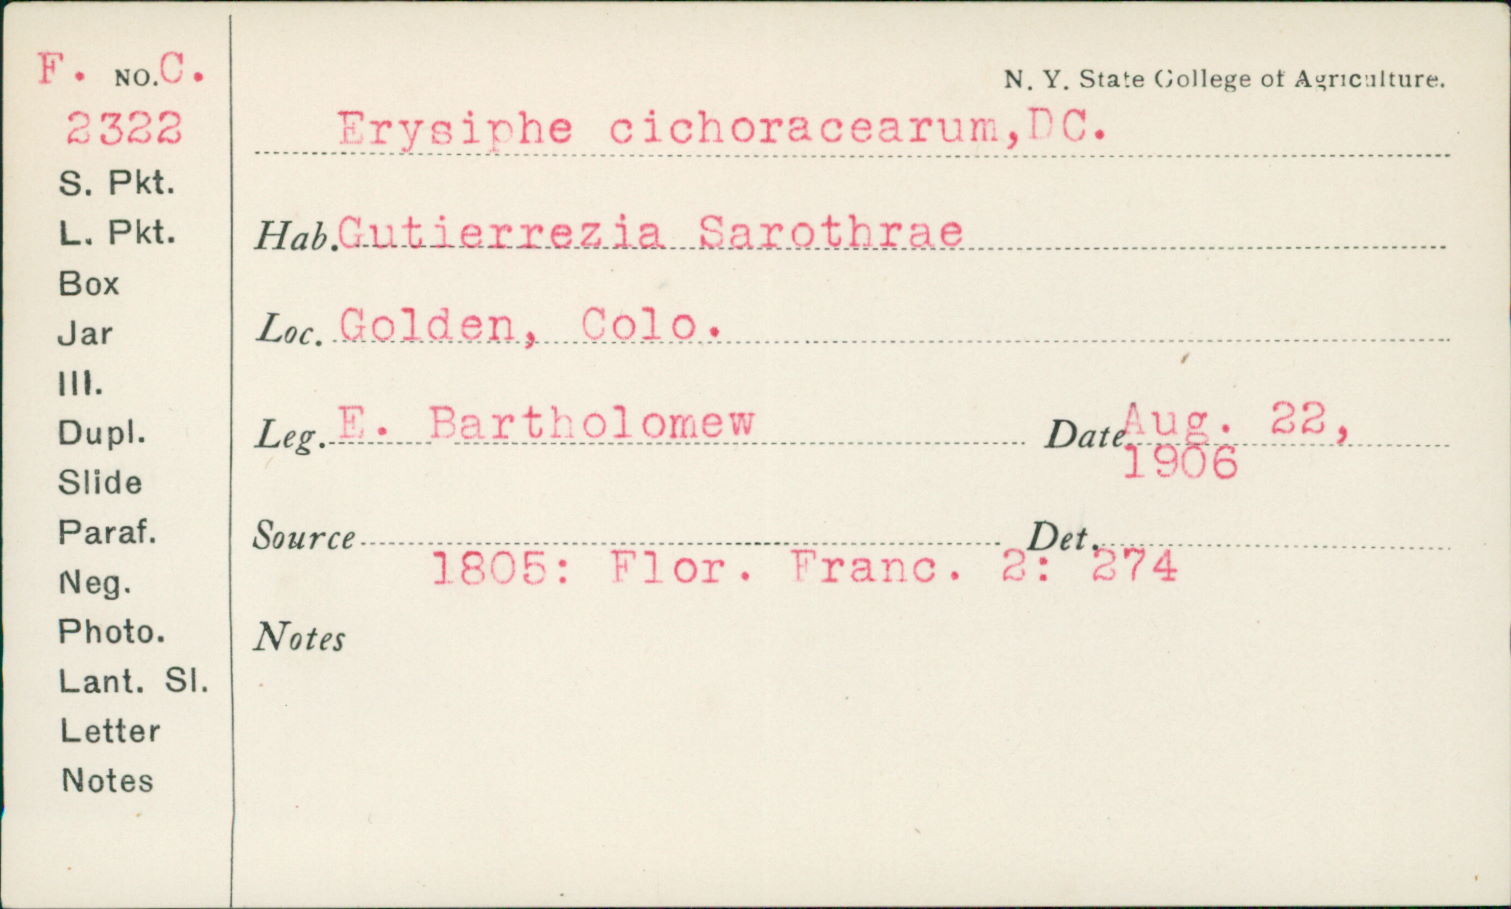 F. NO. C.
2322
S. Pkt.
L. Pkt.
Box
Jar
Ill.
Dupl.
Slide
Paraf.
Neg.
Photo.
Lant. Sl.
Letter
Notes
N. Y. State College of Agriculture.
Erysiphe cichoracearum, DC.
Hab. Gutierrezia Sarothrae
Loc. Golden, Colo.
Leg. E. Bartholomew Date Aug. 22,
1906
Source Det.
1805: Flor. Franc. 2: 274
Notes